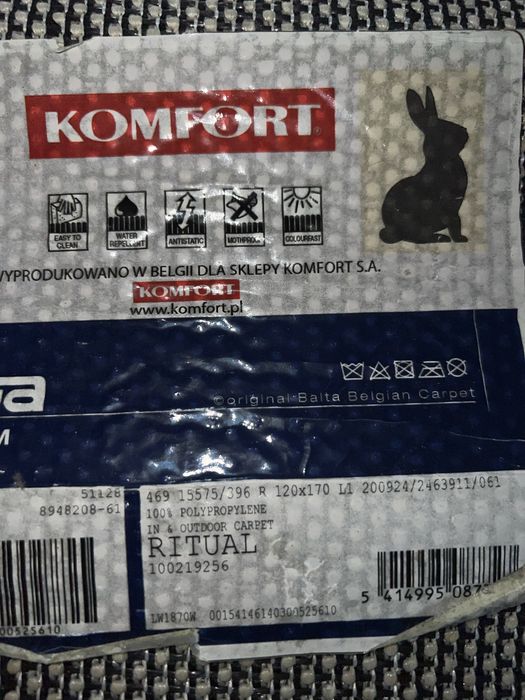 KOMFORT
EASY TO CLEAN
WATER REPELLENT
ANTISTATIC
MOTHPROOF
COLOURFAST
WYPRODUKOWANO W BELGII DLA SKLEPY KOMFORT S.A.
KOMFORT
www.komfort.pl
©original Balta Belgian Carpet
M
51128
8948208-61
00525610
469 15575/396 R 120x170 L1 200924/2463911/061
100% POLYPROPYLENE
IN & OUTDOOR CARPET
RITUAL
100219256
5 414995 087
LW1870W 00154146140300525610